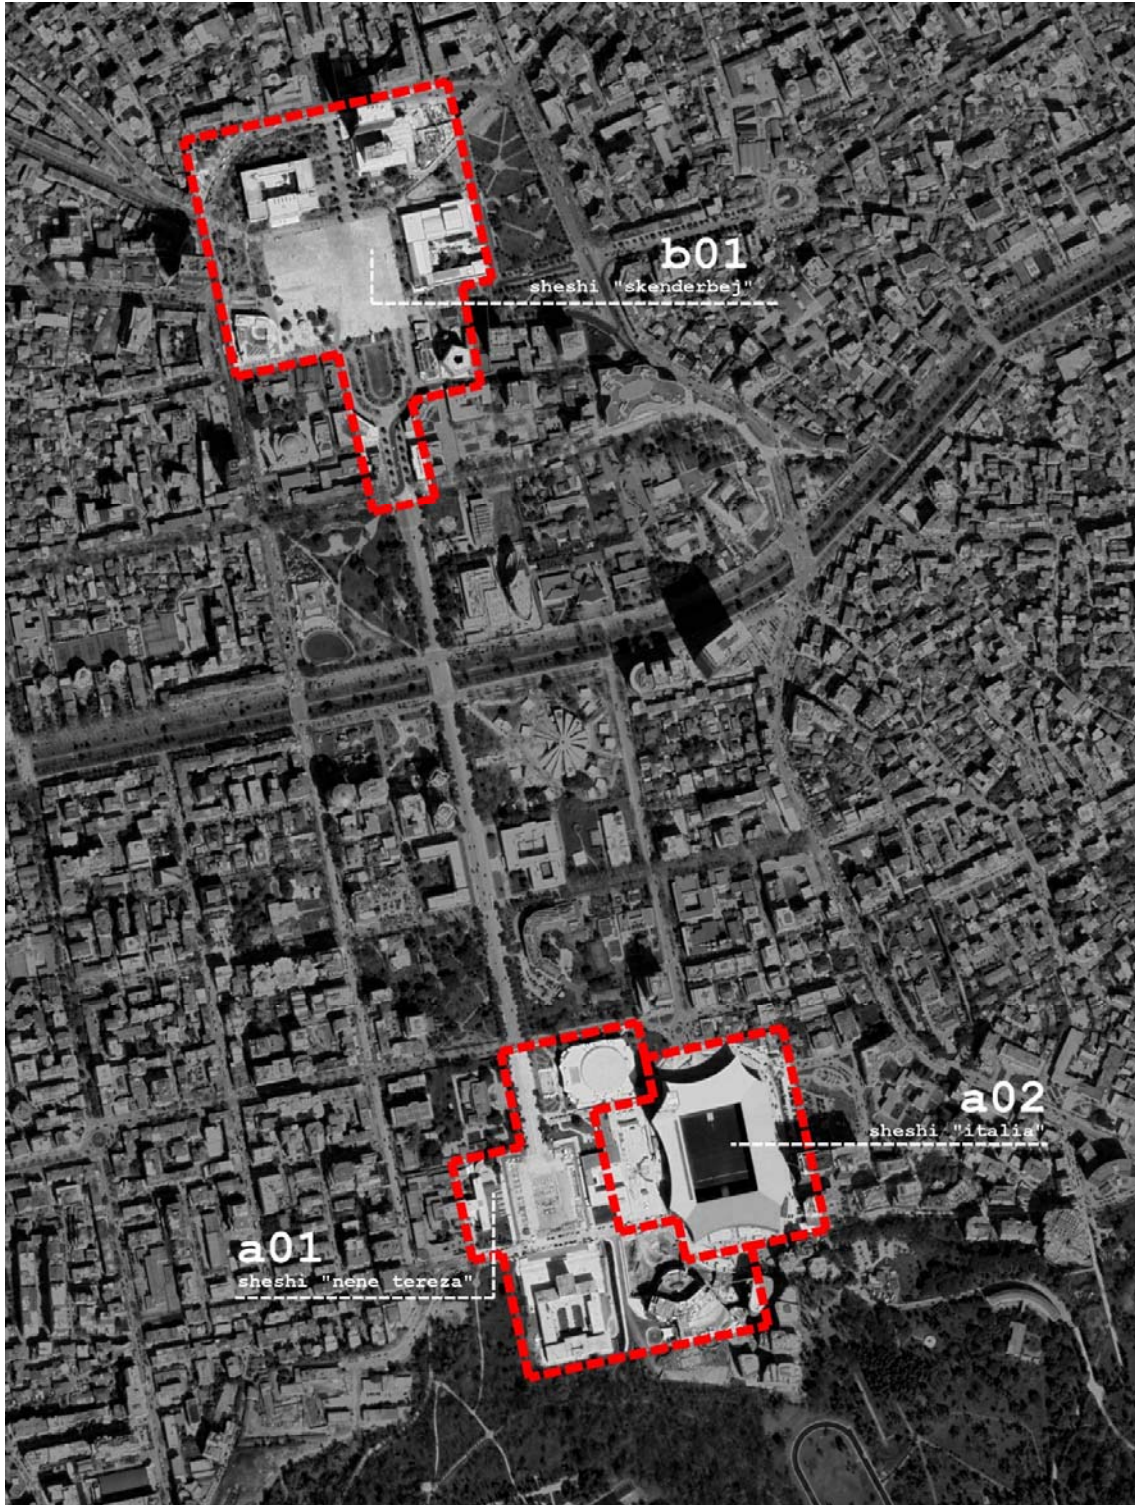 b01
sheshi "skenderbej"
a02
sheshi "italia"
a01
sheshi "nene tereza"